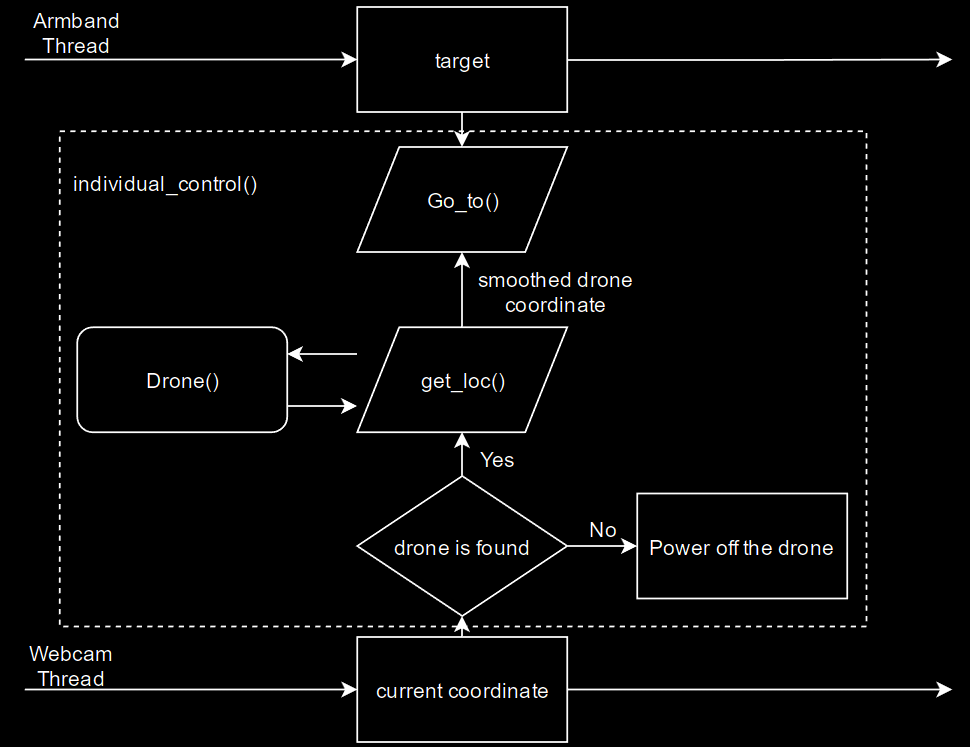 Armband
Thread
target
individual_control()
Go_to()
smoothed drone
coordinate
Drone()
get_loc()
Yes
drone is found
No
Power off the drone
Webcam
Thread
current coordinate